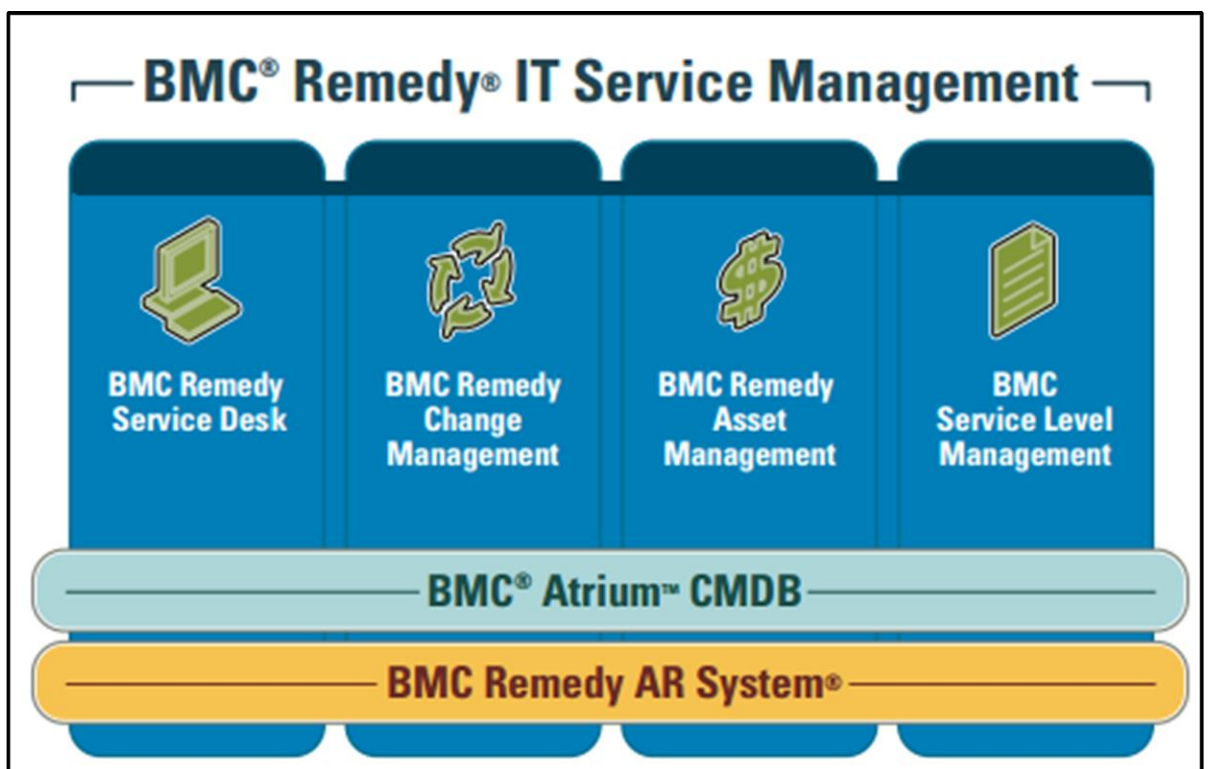 BMC® Remedy® IT Service Management
BMC Remedy
Service Desk
BMC Remedy
Change
Management
BMC Remedy
Asset
Management
BMC
Service Level
Management
BMC® Atrium™ CMDB
BMC Remedy AR System®